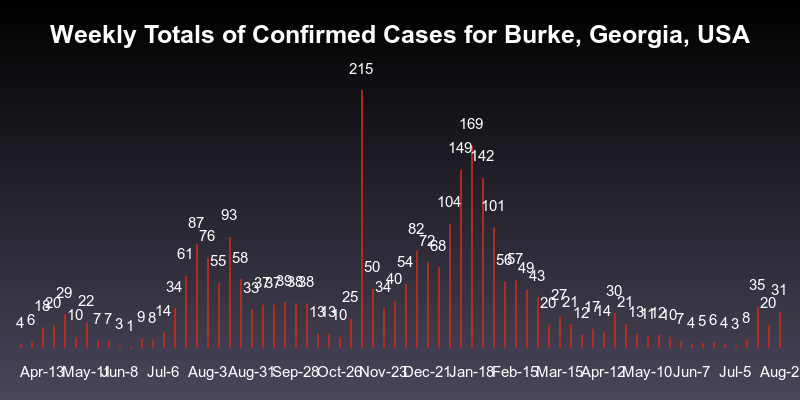 Weekly Totals of Confirmed Cases for Burke, Georgia, USA
4 6 18 20 29 10 22 7 7 3 1 9 8 14 34 61 87 76 55 93 58 33 37 37 39 38 38 13 13 10 25 215 50 34 40 54 82 72 68 104 149 169 142 101 56 57 49 43 20 27 21 12 17 14 30 21 13 11 12 10 7 4 5 6 4 3 8 35 20 31
Apr-13 May-11 Jun-8 Jul-6 Aug-3 Aug-31 Sep-28 Oct-26 Nov-23 Dec-21 Jan-18 Feb-15 Mar-15 Apr-12 May-10 Jun-7 Jul-5 Aug-2